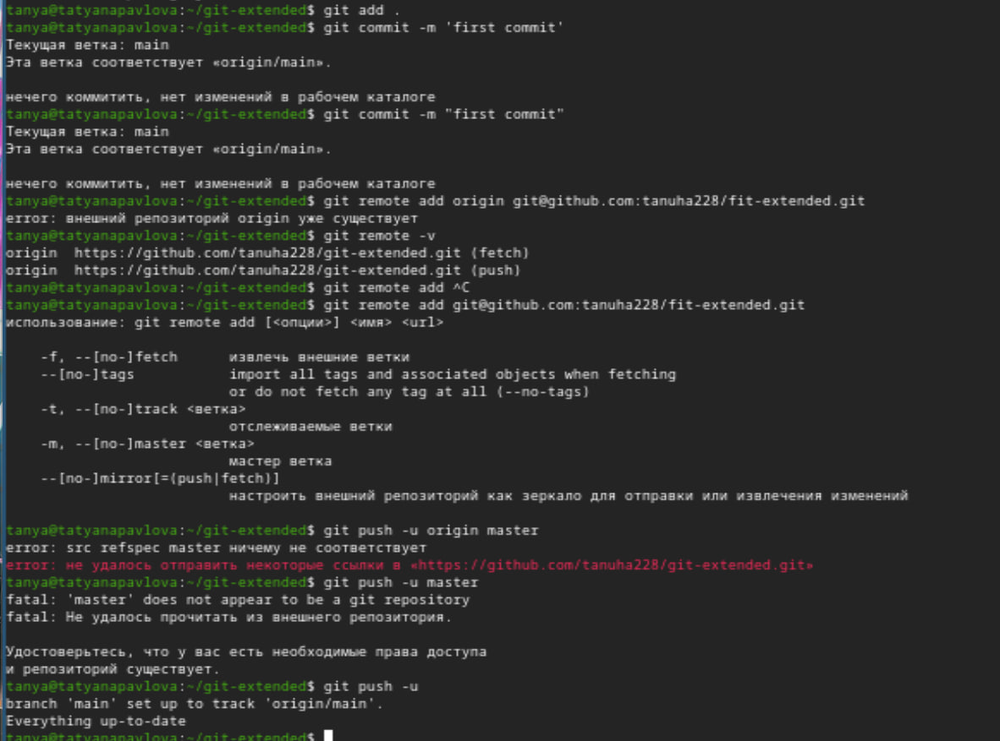 tanya@tatyanapavlova:~/git-extended$ git add .
tanya@tatyanapavlova:~/git-extended$ git commit -m 'first commit'
Текущая ветка: main
Эта ветка соответствует «origin/main».
нечего коммитить, нет изменений в рабочем каталоге
tanya@tatyanapavlova:~/git-extended$ git commit -m "first commit"
Текущая ветка: main
Эта ветка соответствует «origin/main».
нечего коммитить, нет изменений в рабочем каталоге
tanya@tatyanapavlova:~/git-extended$ git remote add origin git@github.com:tanuha228/fit-extended.git
error: внешний репозиторий origin уже существует
tanya@tatyanapavlova:~/git-extended$ git remote -v
origin  https://github.com/tanuha228/git-extended.git (fetch)
origin  https://github.com/tanuha228/git-extended.git (push)
tanya@tatyanapavlova:~/git-extended$ git remote add ^C
tanya@tatyanapavlova:~/git-extended$ git remote add git@github.com:tanuha228/fit-extended.git
использование: git remote add [<опции>] <имя> <url>
-f, --[no-]fetch      извлечь внешние ветки
--[no-]tags           import all tags and associated objects when fetching
or do not fetch any tag at all (--no-tags)
-t, --[no-]track <ветка>
отслеживаемые ветки
-m, --[no-]master <ветка>
мастер ветка
--[no-]mirror[=(push|fetch)]
настроить внешний репозиторий как зеркало для отправки или извлечения изменений
tanya@tatyanapavlova:~/git-extended$ git push -u origin master
error: src refspec master ничему не соответствует
error: не удалось отправить некоторые ссылки в «https://github.com/tanuha228/git-extended.git»
tanya@tatyanapavlova:~/git-extended$ git push -u master
fatal: 'master' does not appear to be a git repository
fatal: Не удалось прочитать из внешнего репозитория.
Удостоверьтесь, что у вас есть необходимые права доступа
и репозиторий существует.
tanya@tatyanapavlova:~/git-extended$ git push -u
branch 'main' set up to track 'origin/main'.
Everything up-to-date
tanya@tatyanapavlova:~/git-extended$